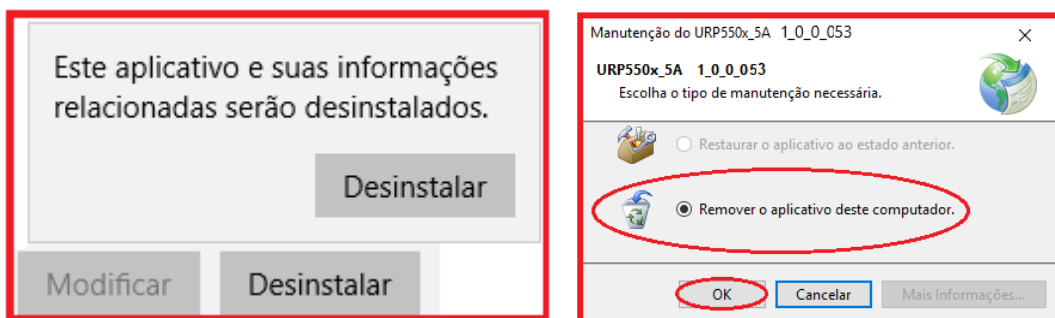 Este aplicativo e suas informações
relacionadas serão desinstalados.
Desinstalar
Modificar
Desinstalar
Manutenção do URP550x_5A 1_0_0_053
URP550x_5A 1_0_0_053
Escolha o tipo de manutenção necessária.
Restaurar o aplicativo ao estado anterior.
Remover o aplicativo deste computador.
OK
Cancelar
Mais Informações...